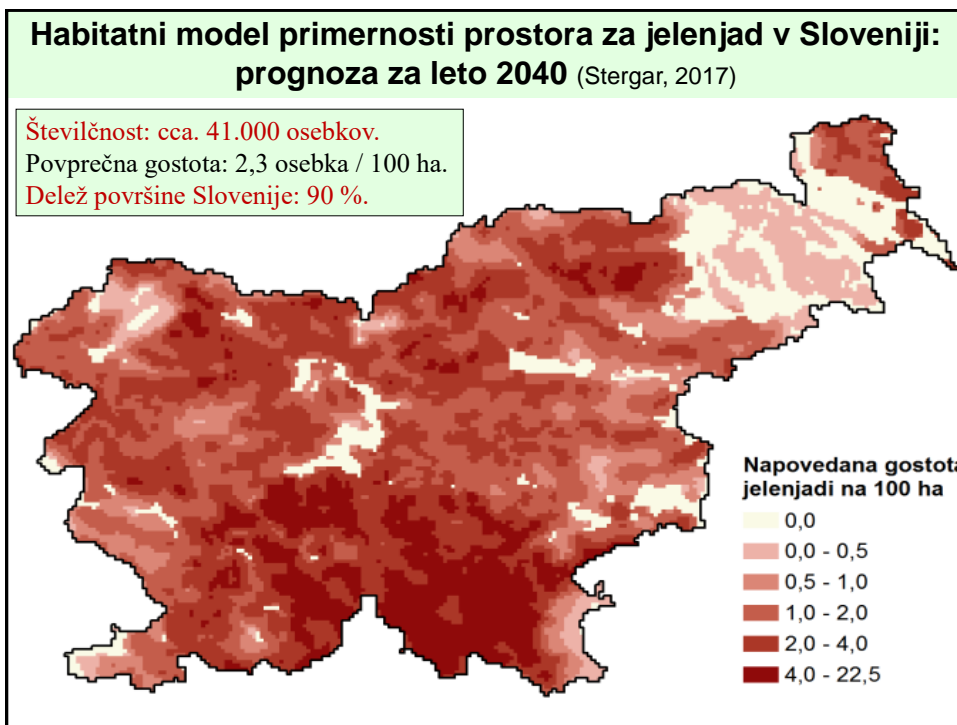 Habitatni model primernosti prostora za jelenjad v Sloveniji:
prognoza za leto 2040 (Stergar, 2017)
Številčnost: cca. 41.000 osebkov.
Povprečna gostota: 2,3 osebka / 100 ha.
Delež površine Slovenije: 90 %.
Napovedana gostota
jelenjadi na 100 ha
0,0
0,0 - 0,5
0,5 - 1,0
1,0 - 2,0
2,0 - 4,0
4,0 - 22,5